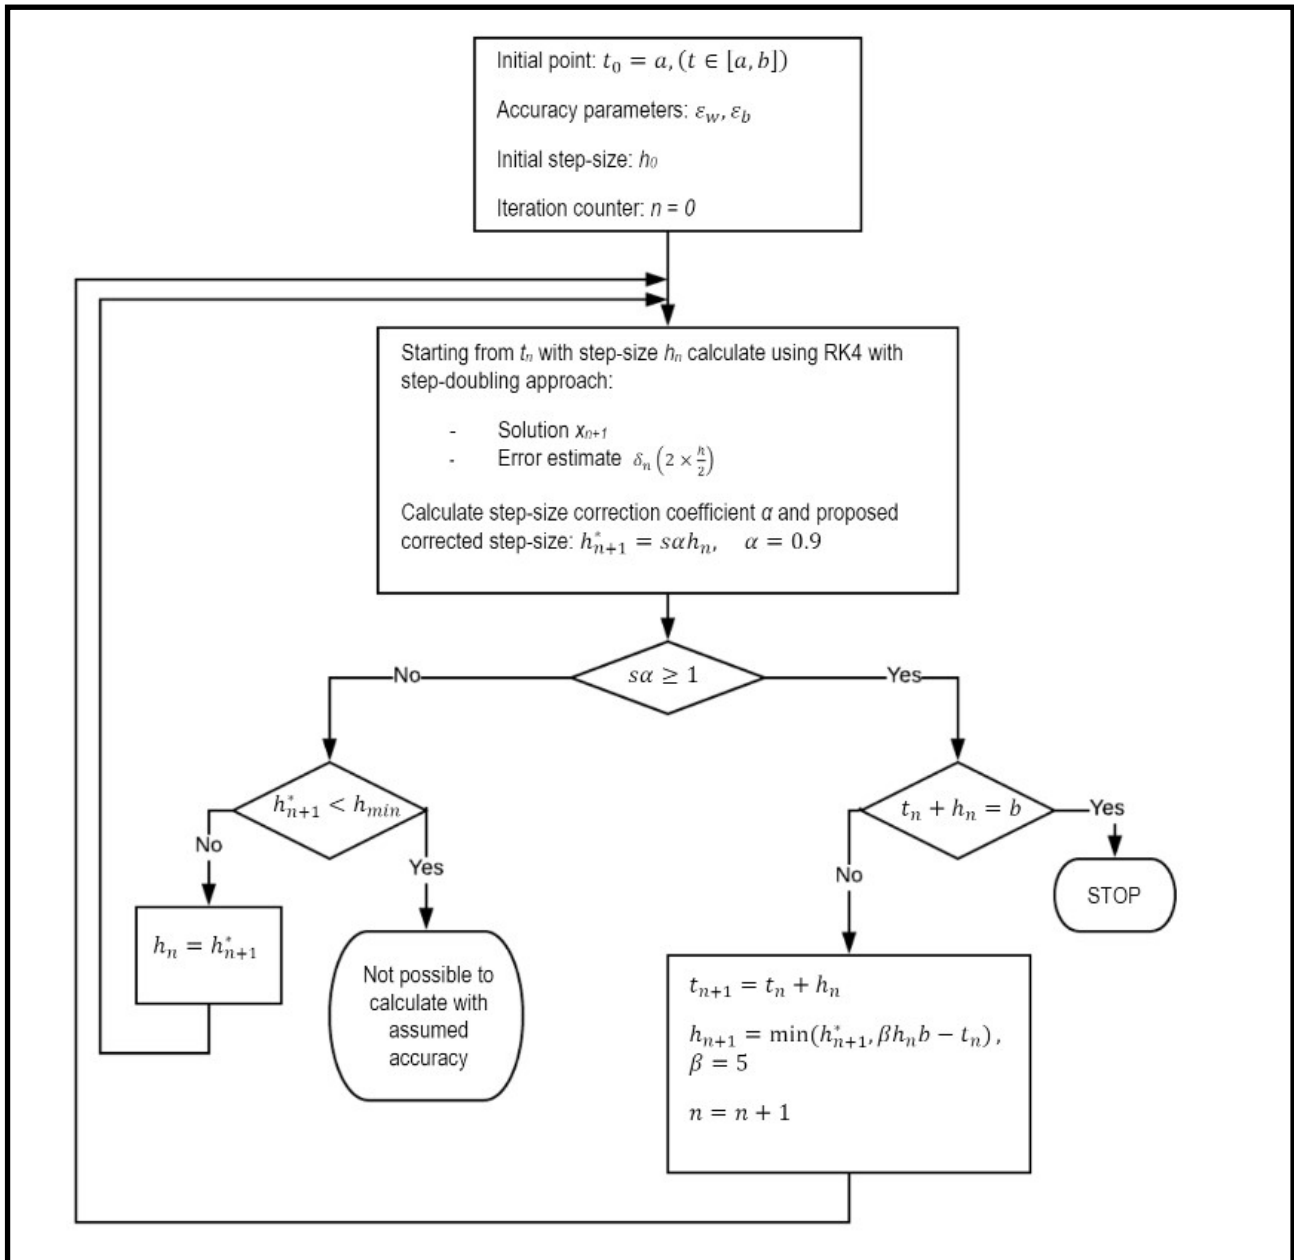 Initial point: t₀ = a, (t ∈ [a, b])
Accuracy parameters: ε_w, ε_b
Initial step-size: h₀
Iteration counter: n = 0
Starting from tₙ with step-size hₙ calculate using RK4 with
step-doubling approach:
- Solution xₙ₊₁
- Error estimate δₙ (2 × h/2)
Calculate step-size correction coefficient α and proposed
corrected step-size: h*ₙ₊₁ = sαhₙ, α = 0.9
No
sα ≥ 1
Yes
h*ₙ₊₁ < h_min
tₙ + hₙ = b
Yes
No
Yes
No
STOP
hₙ = h*ₙ₊₁
Not possible to
calculate with
assumed
accuracy
tₙ₊₁ = tₙ + hₙ
hₙ₊₁ = min(h*ₙ₊₁, βhₙb − tₙ) ,
β = 5
n = n + 1